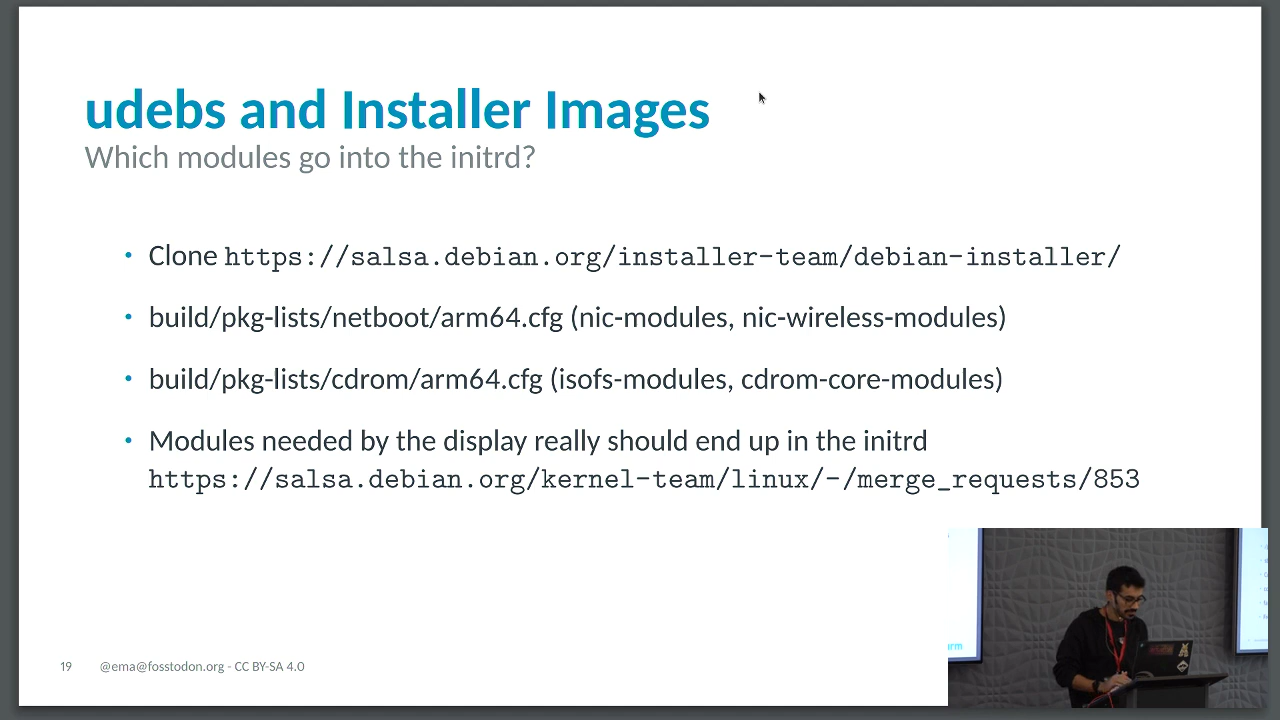 udebs and Installer Images
Which modules go into the initrd?
• Clone https://salsa.debian.org/installer-team/debian-installer/
• build/pkg-lists/netboot/arm64.cfg (nic-modules, nic-wireless-modules)
• build/pkg-lists/cdrom/arm64.cfg (isofs-modules, cdrom-core-modules)
• Modules needed by the display really should end up in the initrd
https://salsa.debian.org/kernel-team/linux/-/merge_requests/853
19 @ema@fosstodon.org - CC BY-SA 4.0